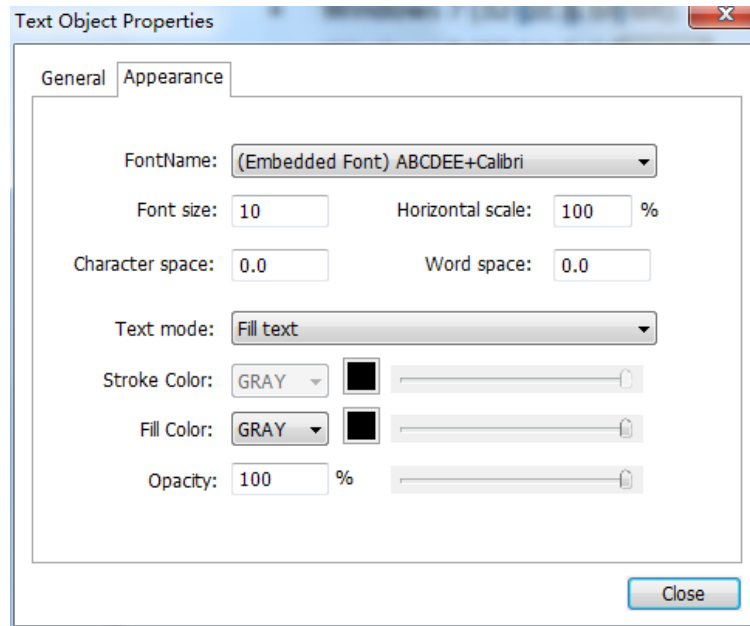 Text Object Properties
General Appearance
FontName: (Embedded Font) ABCDEE+Calibri
Font size: 10 Horizontal scale: 100 %
Character space: 0.0 Word space: 0.0
Text mode: Fill text
Stroke Color: GRAY
Fill Color: GRAY
Opacity: 100 %
Close